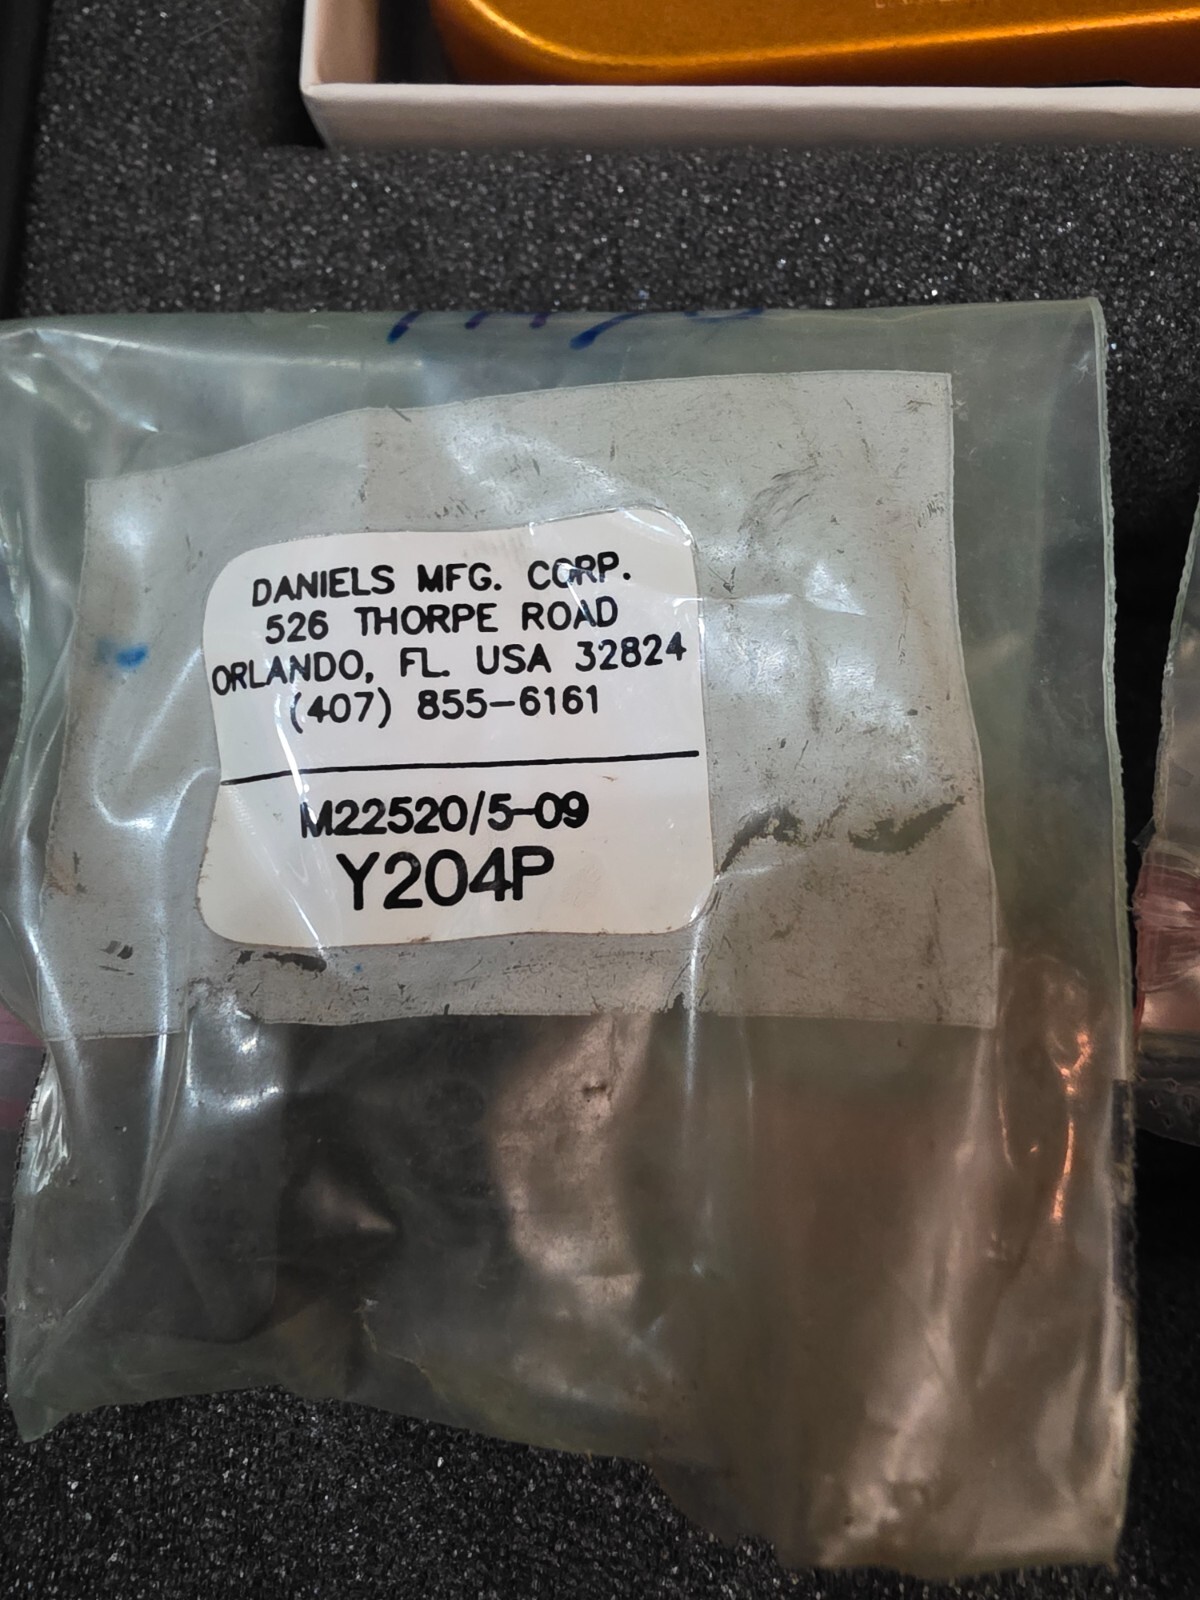 DANIELS MFG. CORP.
526 THORPE ROAD
ORLANDO, FL. USA 32824
(407) 855-6161
M22520/5-09
Y204P